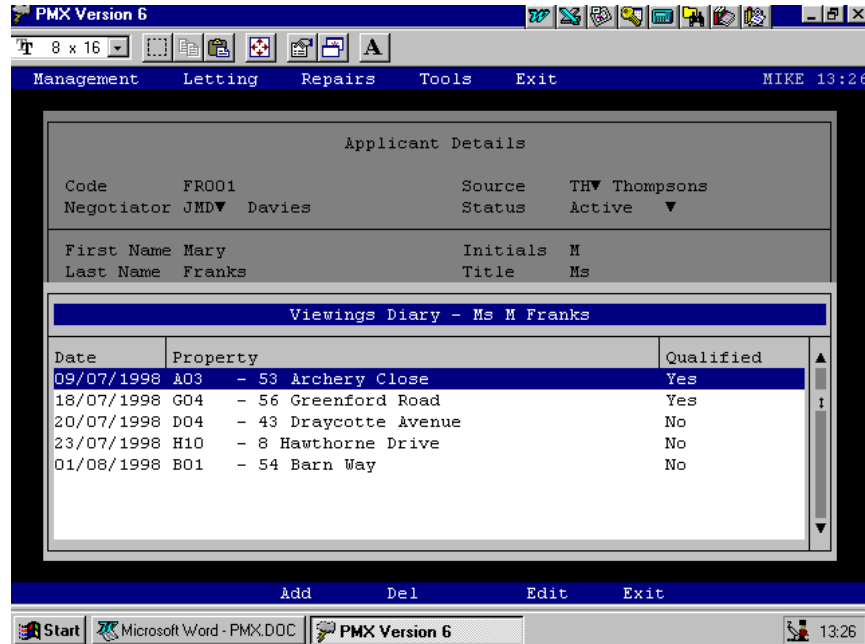 PMX Version 6
8 x 16 A
Management Letting Repairs Tools Exit MIKE 13:26
Applicant Details
Code FR001 Source TH▼ Thompsons
Negotiator JMD▼ Davies Status Active ▼
First Name Mary Initials M
Last Name Franks Title Ms
Viewings Diary - Ms M Franks
Date Property Qualified
09/07/1998 A03 - 53 Archery Close Yes
18/07/1998 G04 - 56 Greenford Road Yes
20/07/1998 D04 - 43 Draycotte Avenue No
23/07/1998 H10 - 8 Hawthorne Drive No
01/08/1998 B01 - 54 Barn Way No
Add Del Edit Exit
Start Microsoft Word - PMX.DOC PMX Version 6 13:26